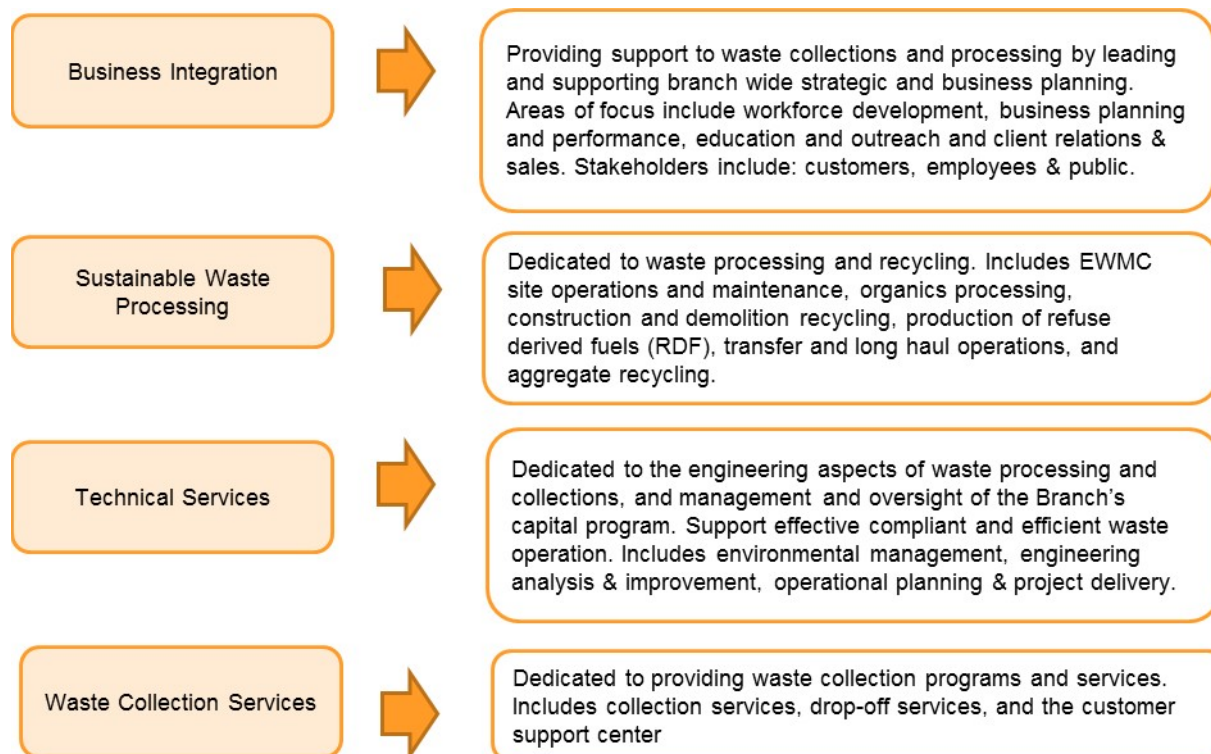 Business Integration
Providing support to waste collections and processing by leading
and supporting branch wide strategic and business planning.
Areas of focus include workforce development, business planning
and performance, education and outreach and client relations &
sales. Stakeholders include: customers, employees & public.
Sustainable Waste
Processing
Dedicated to waste processing and recycling. Includes EWMC
site operations and maintenance, organics processing,
construction and demolition recycling, production of refuse
derived fuels (RDF), transfer and long haul operations, and
aggregate recycling.
Technical Services
Dedicated to the engineering aspects of waste processing and
collections, and management and oversight of the Branch’s
capital program. Support effective compliant and efficient waste
operation. Includes environmental management, engineering
analysis & improvement, operational planning & project delivery.
Waste Collection Services
Dedicated to providing waste collection programs and services.
Includes collection services, drop-off services, and the customer
support center